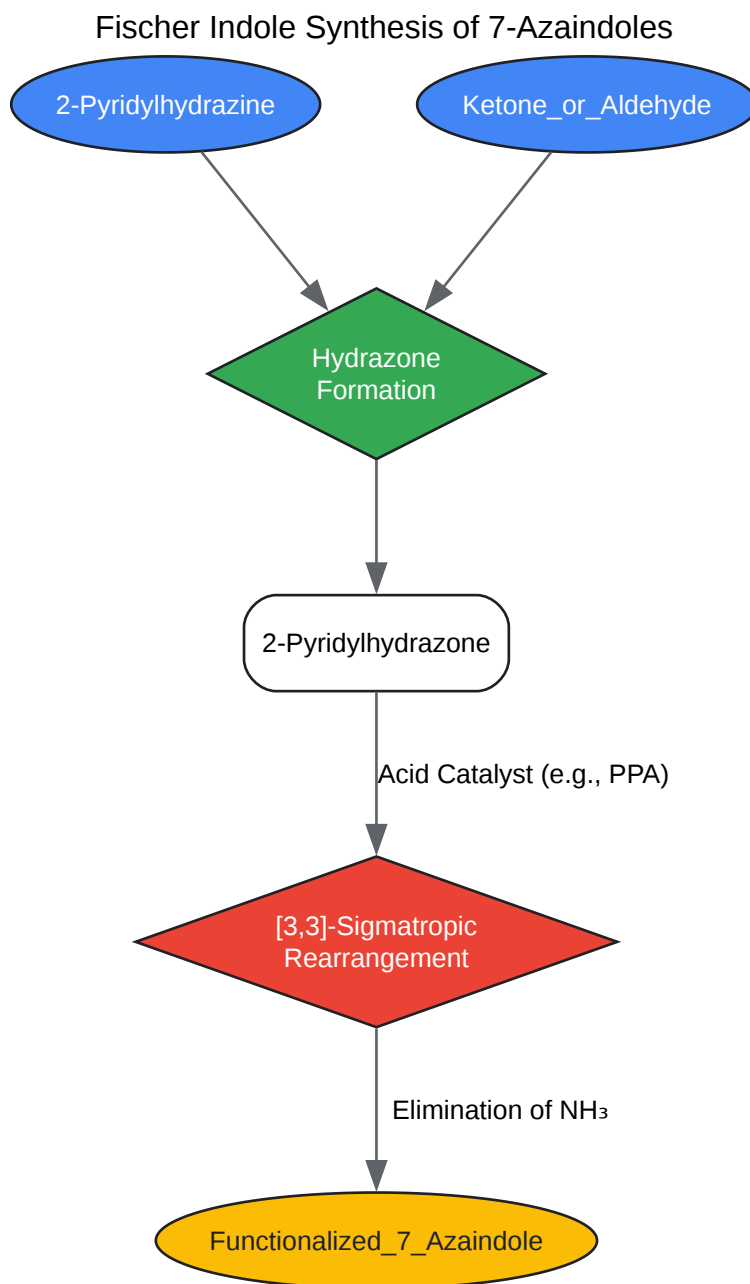 Fischer Indole Synthesis of 7-Azaindoles
2-Pyridylhydrazine
Ketone_or_Aldehyde
Hydrazone
Formation
2-Pyridylhydrazone
Acid Catalyst (e.g., PPA)
[3,3]-Sigmatropic
Rearrangement
Elimination of NH₃
Functionalized_7_Azaindole